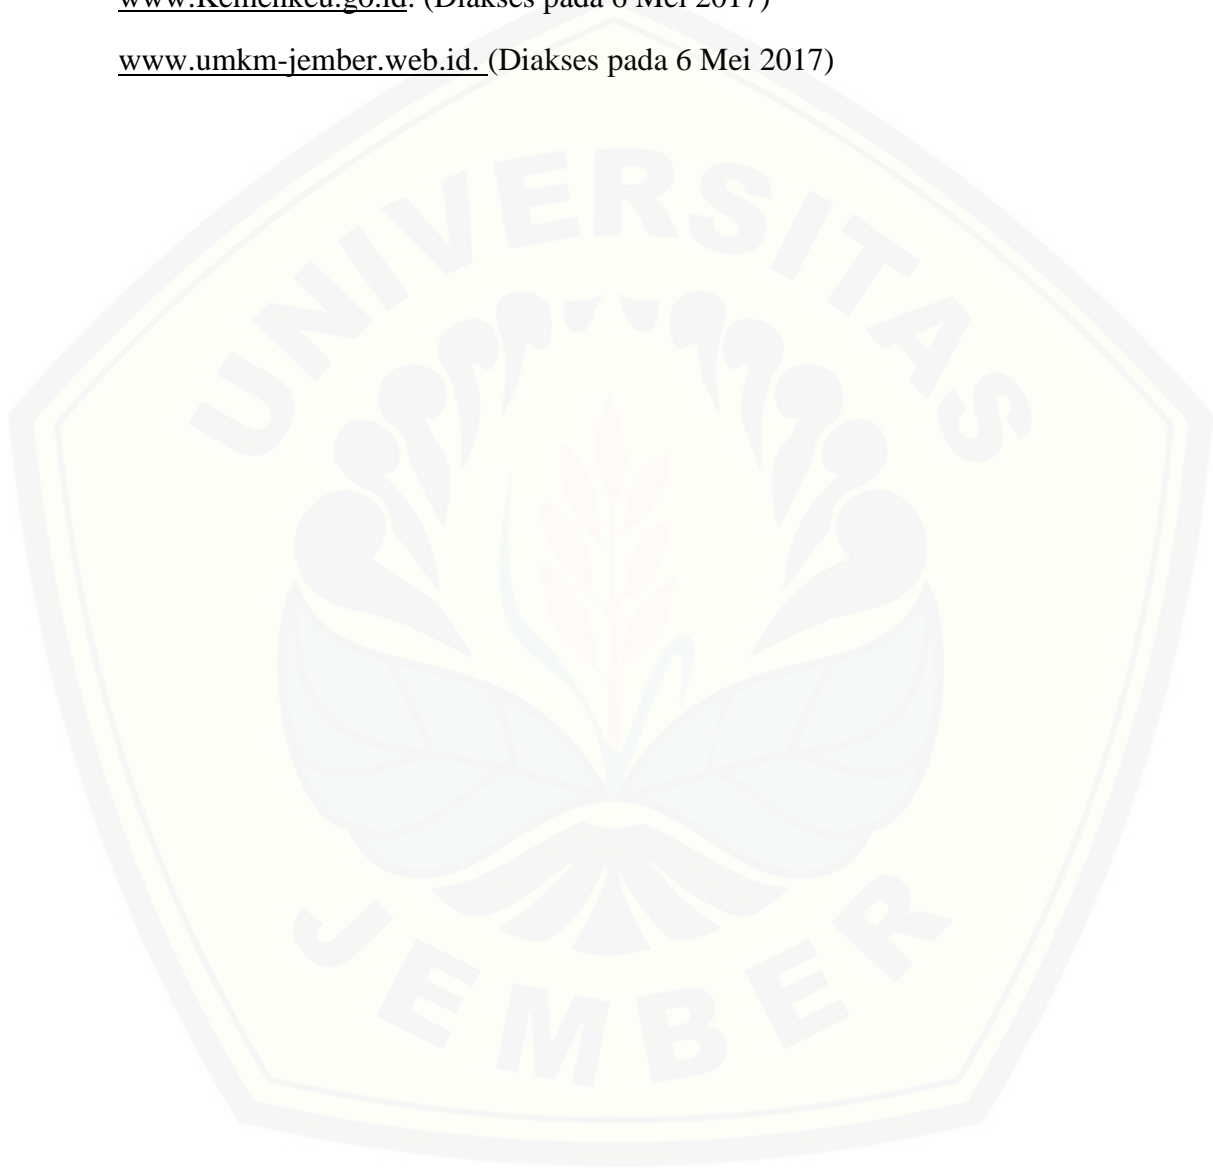 www.Kemenkeu.go.id. (Diakses pada 6 Mei 2017)
www.umkm-jember.web.id. (Diakses pada 6 Mei 2017)
UNIVERSITAS
JEMBER